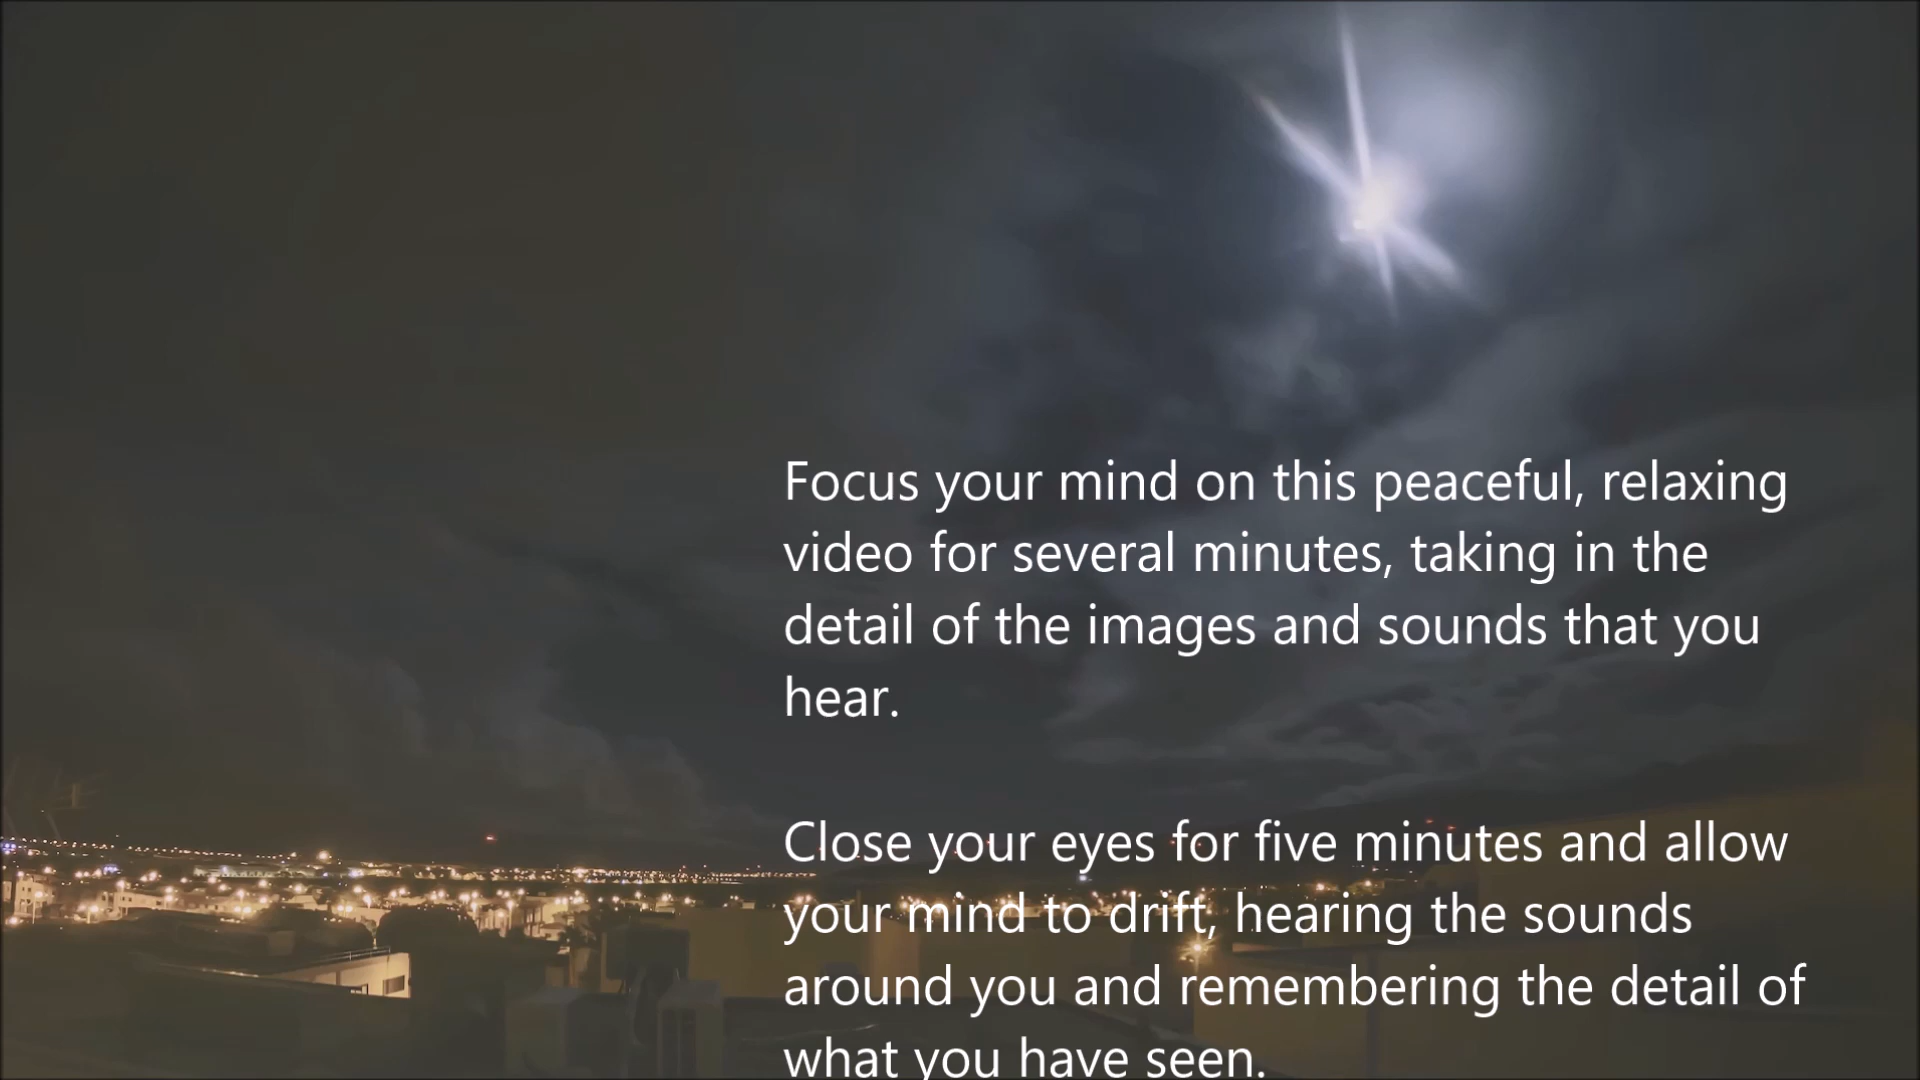 Focus your mind on this peaceful, relaxing
video for several minutes, taking in the
detail of the images and sounds that you
hear.
Close your eyes for five minutes and allow
your mind to drift, hearing the sounds
around you and remembering the detail of
what you have seen.